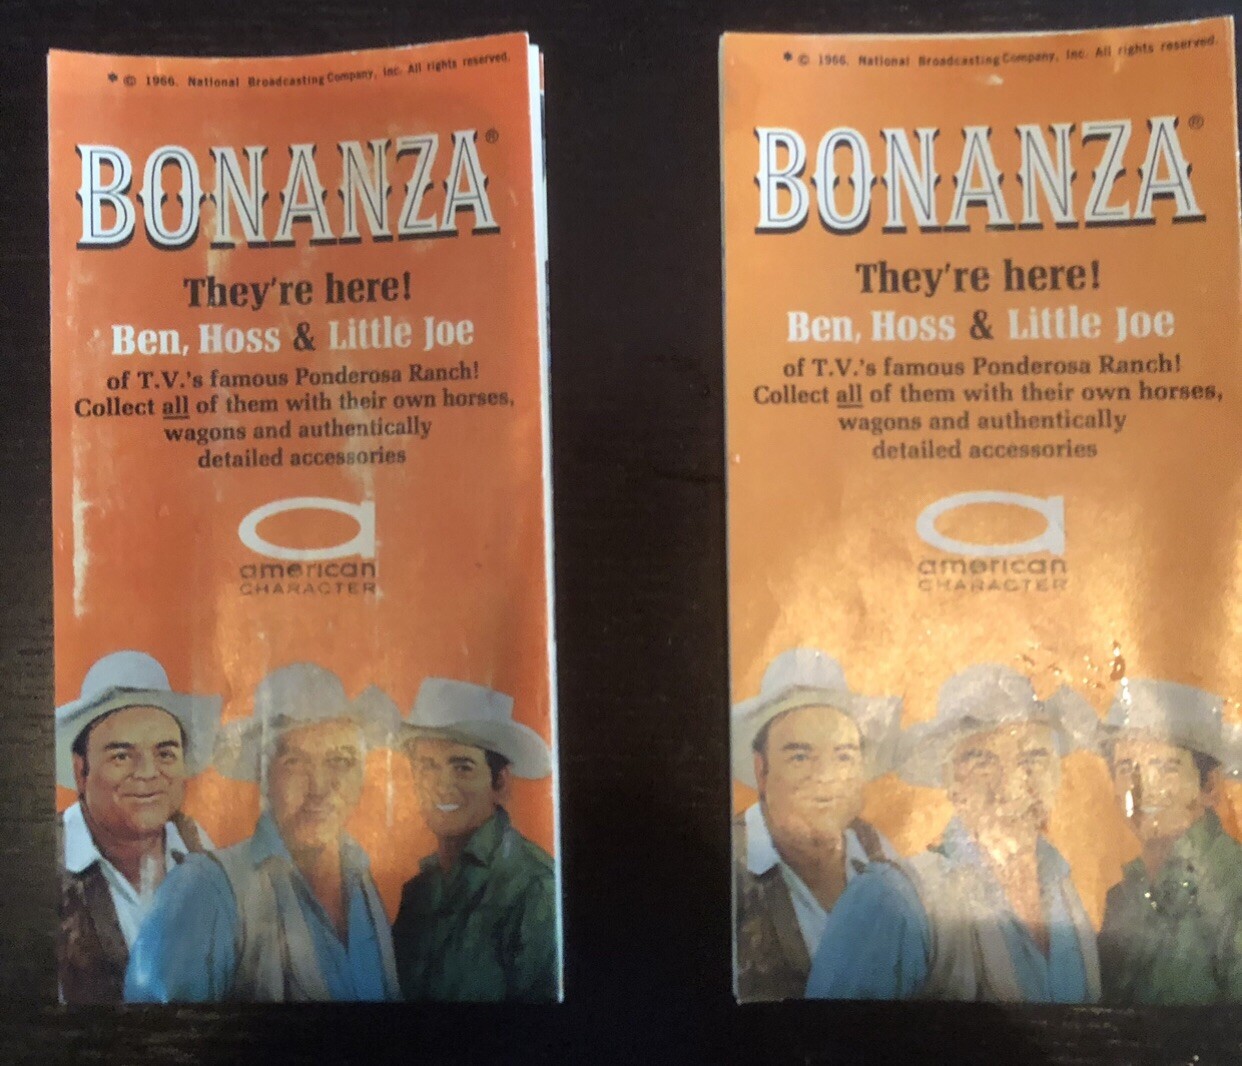 * © 1966. National Broadcasting Company, Inc. All rights reserved.
BONANZA®
They're here!
Ben, Hoss & Little Joe
of T.V.'s famous Ponderosa Ranch!
Collect all of them with their own horses,
wagons and authentically
detailed accessories
a
american
CHARACTER
* © 1966. National Broadcasting Company, Inc. All rights reserved.
BONANZA®
They're here!
Ben, Hoss & Little Joe
of T.V.'s famous Ponderosa Ranch!
Collect all of them with their own horses,
wagons and authentically
detailed accessories
a
american
CHARACTER